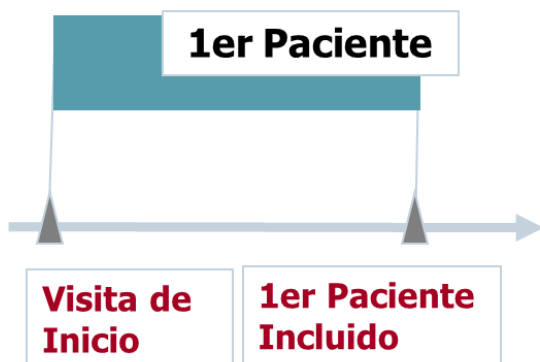 1er Paciente
Visita de
Inicio
1er Paciente
Incluido